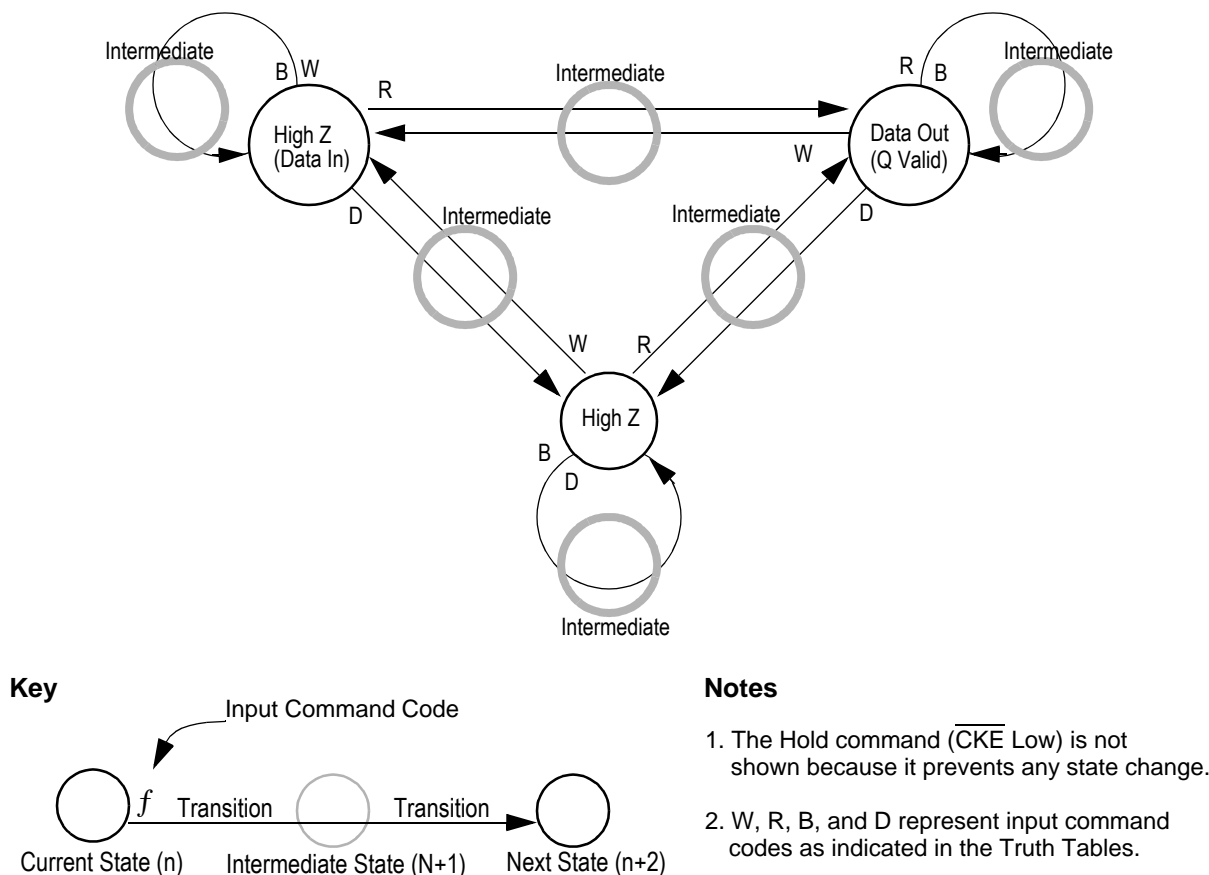 Intermediate
B W
R
Intermediate
R B
Intermediate
High Z
(Data In)
Data Out
(Q Valid)
W
D
Intermediate
Intermediate
D
W
R
High Z
B
D
Intermediate
Key
Input Command Code
f
Transition
Transition
Current State (n)
Intermediate State (N+1)
Next State (n+2)
Notes
1. The Hold command (CKE Low) is not
shown because it prevents any state change.
2. W, R, B, and D represent input command
codes as indicated in the Truth Tables.